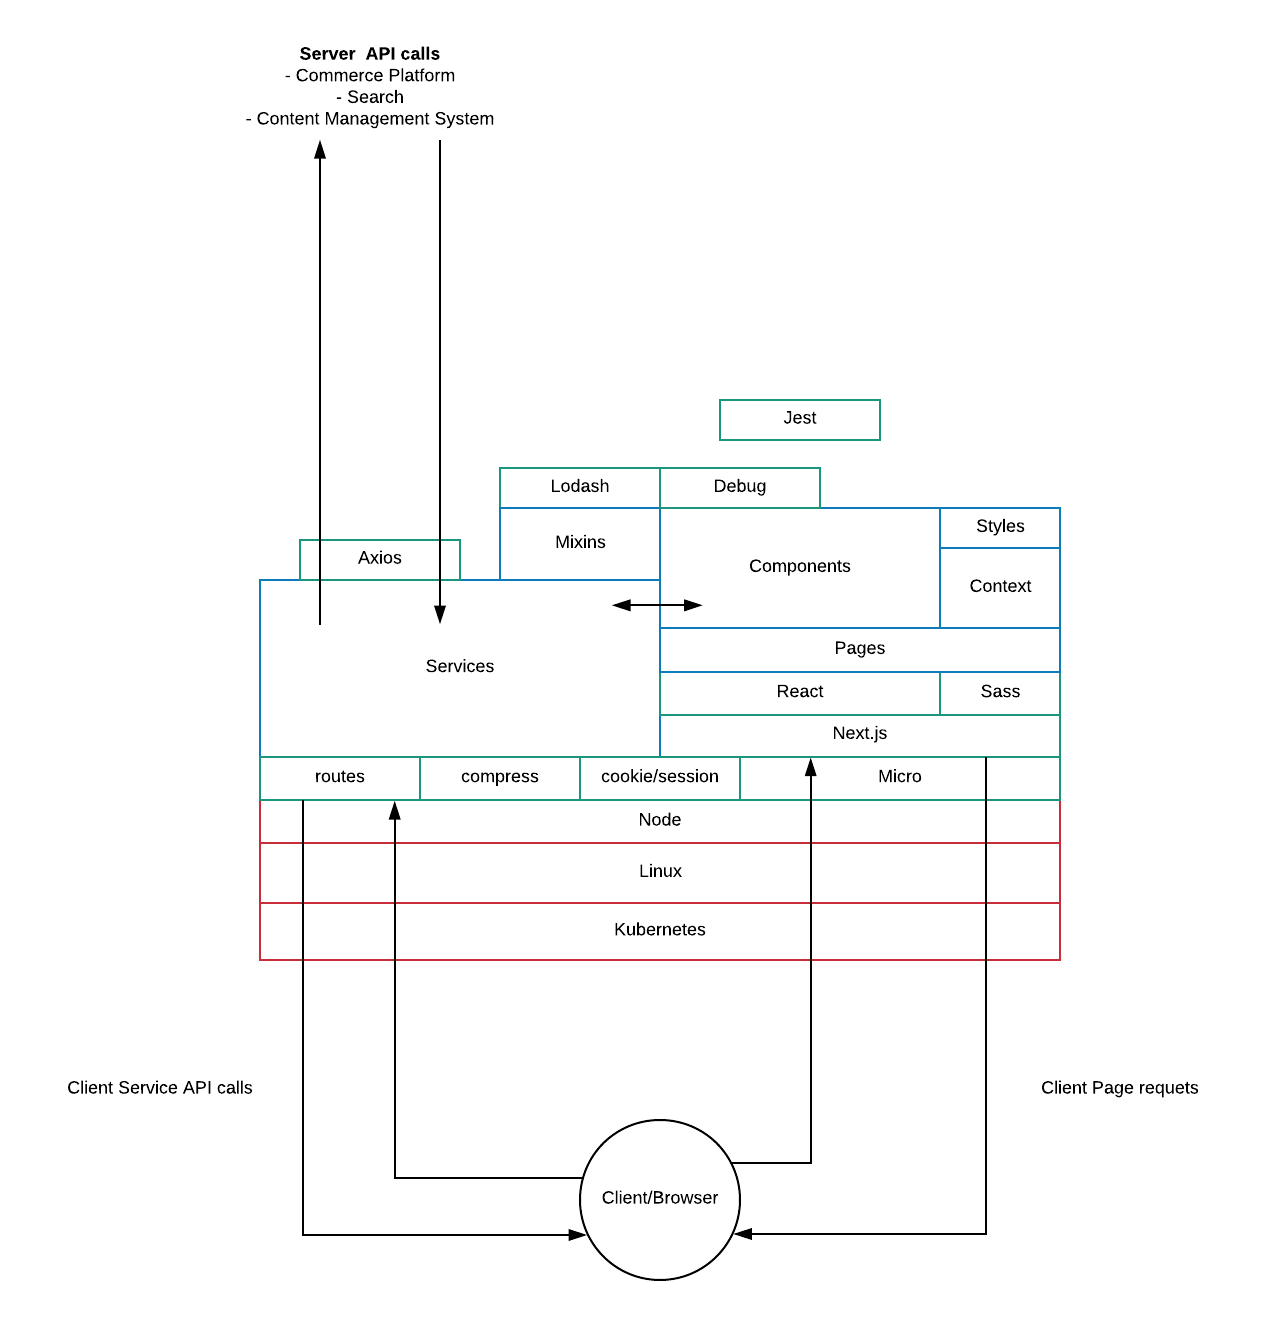 Server  API calls
- Commerce Platform
- Search
- Content Management System
Jest
Lodash
Debug
Mixins
Styles
Axios
Components
Context
Pages
Services
React
Sass
Next.js
routes
compress
cookie/session
Micro
Node
Linux
Kubernetes
Client Service API calls
Client Page requets
Client/Browser